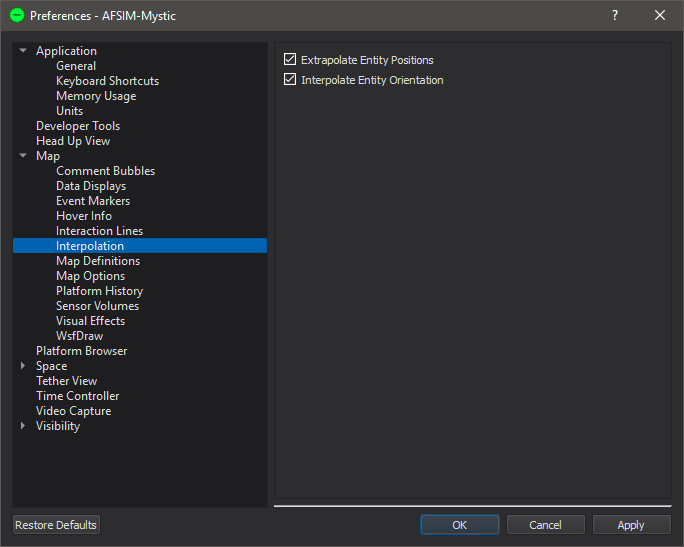 Preferences - AFSIM-Mystic
?
Application
General
Keyboard Shortcuts
Memory Usage
Units
Developer Tools
Head Up View
Map
Comment Bubbles
Data Displays
Event Markers
Hover Info
Interaction Lines
Interpolation
Map Definitions
Map Options
Platform History
Sensor Volumes
Visual Effects
WsfDraw
Platform Browser
Space
Tether View
Time Controller
Video Capture
Visibility
Extrapolate Entity Positions
Interpolate Entity Orientation
Restore Defaults
OK
Cancel
Apply